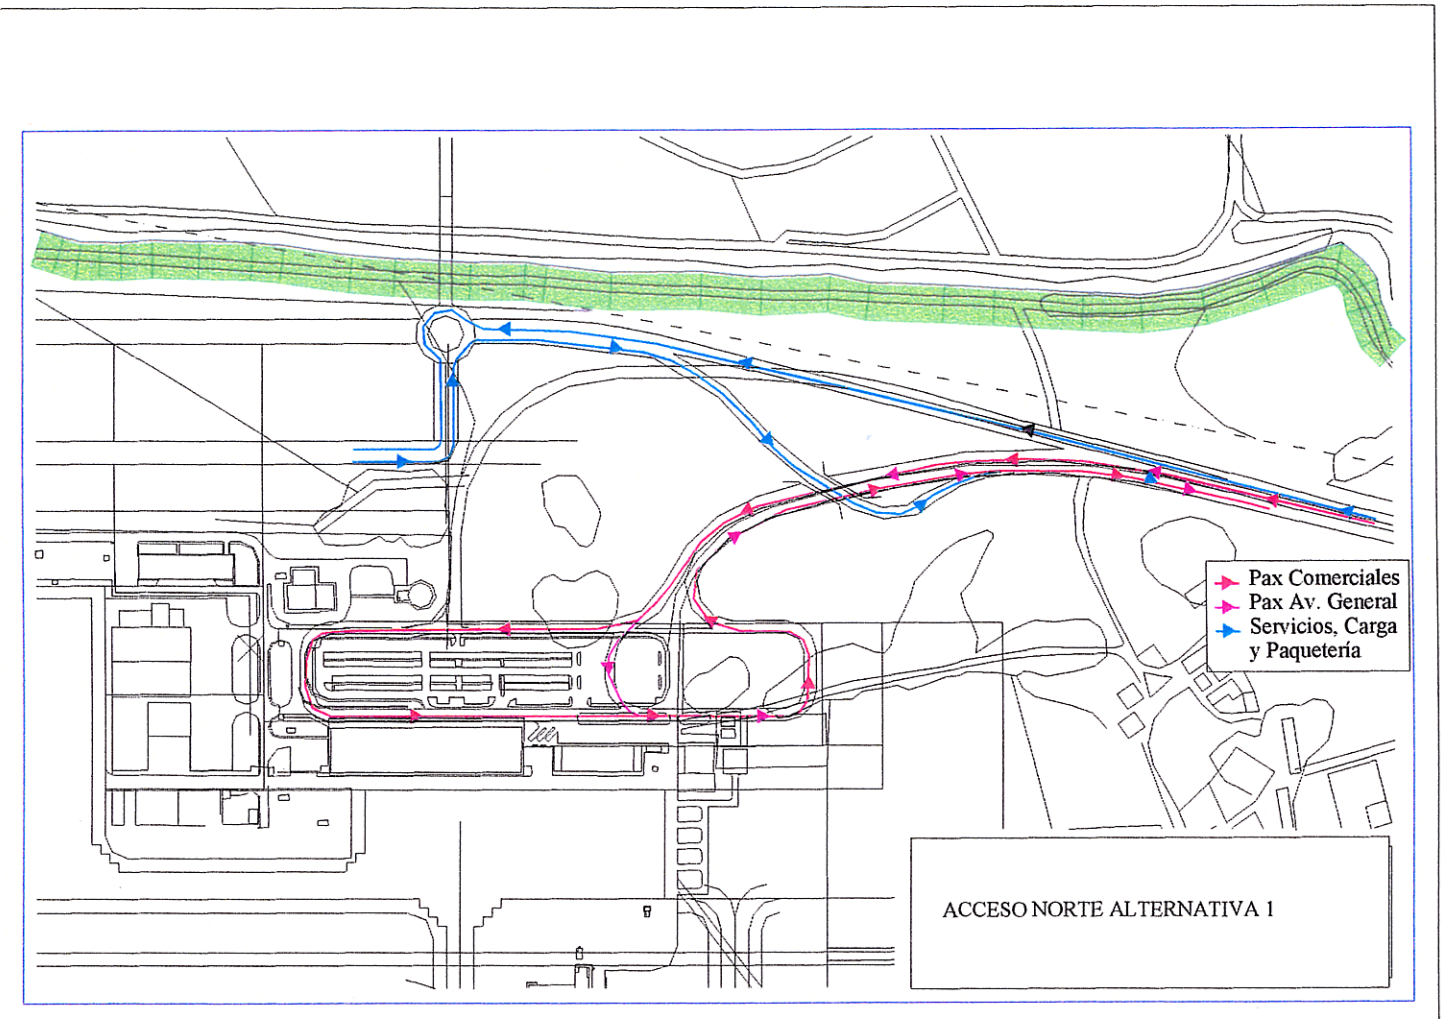 Pax Comerciales
Pax Av. General
Servicios, Carga
y Paquetería
ACCESO NORTE ALTERNATIVA 1